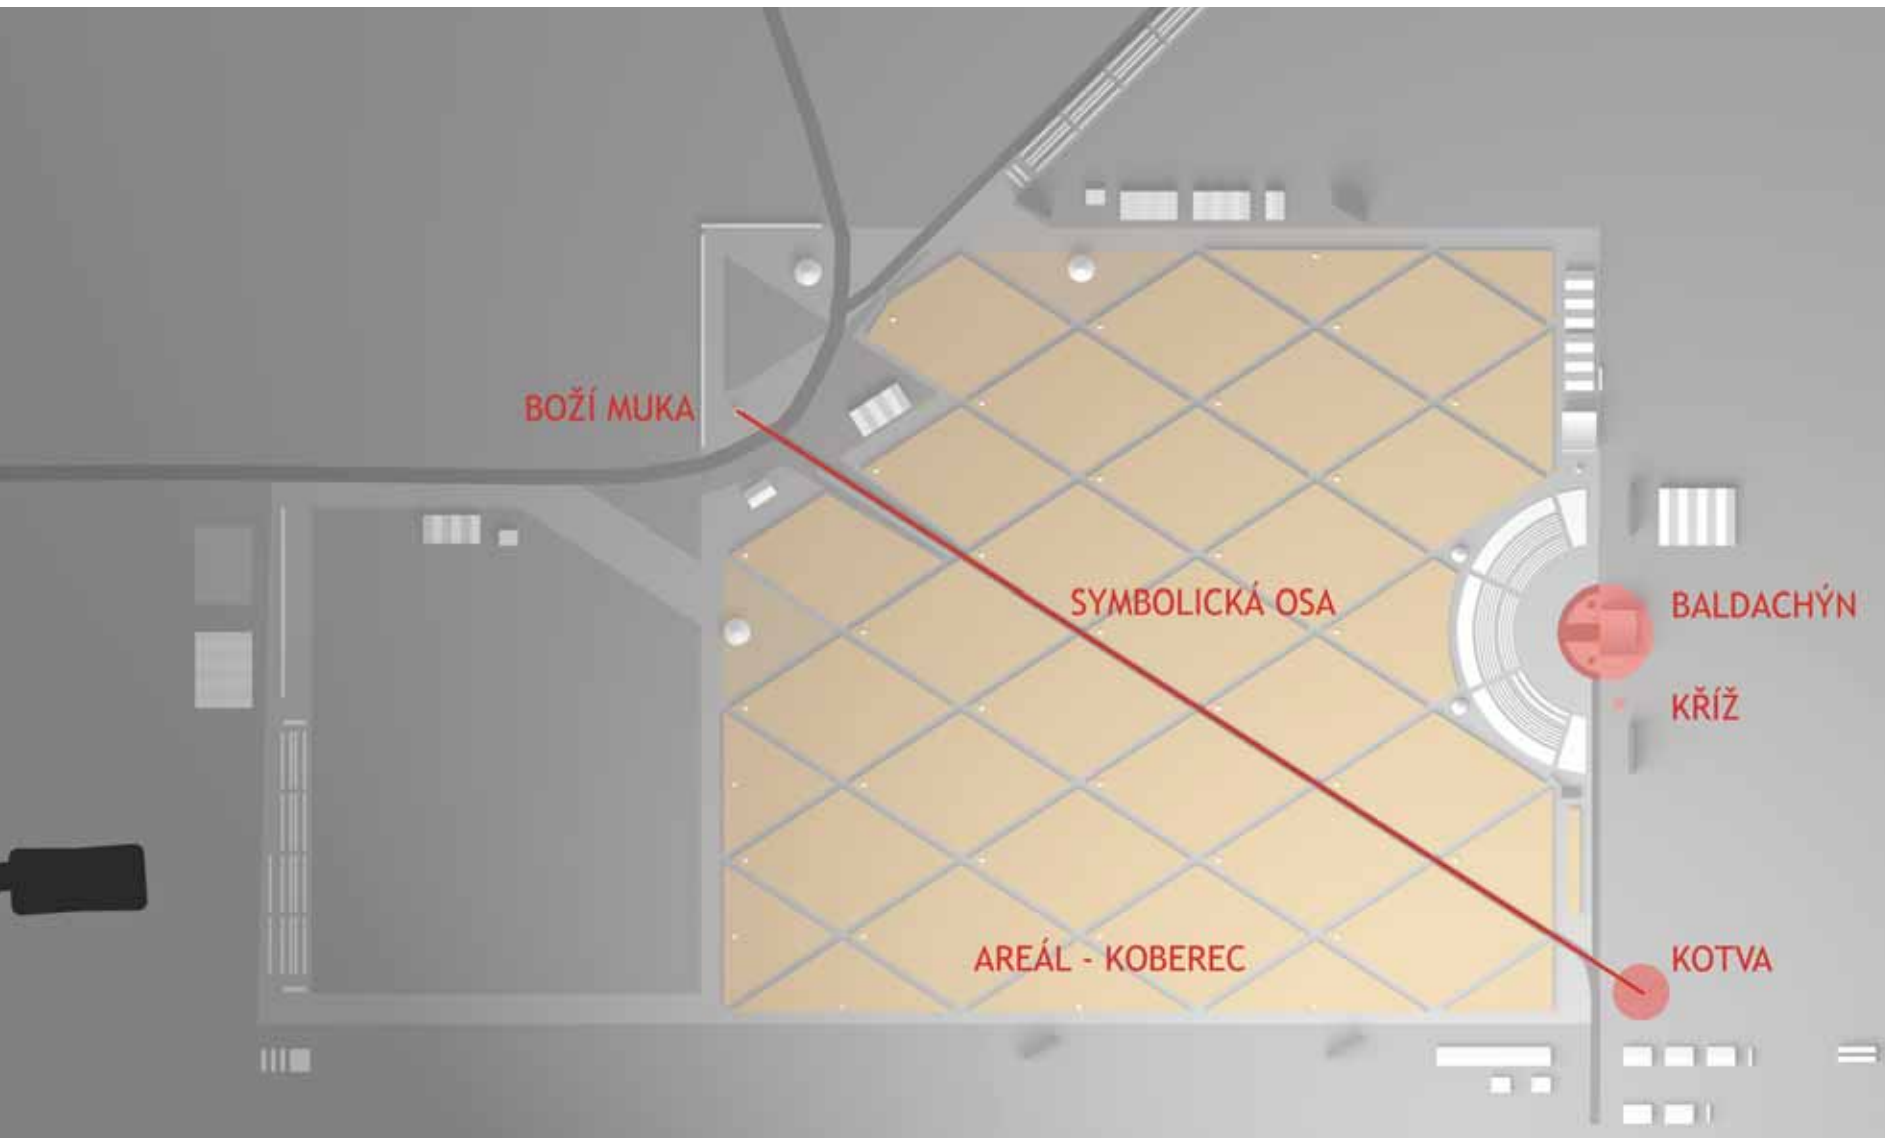 BOŽÍ MUKA
SYMBOLICKÁ OSA
BALDACHÝN
KŘÍŽ
AREÁL - KOBEREC
KOTVA